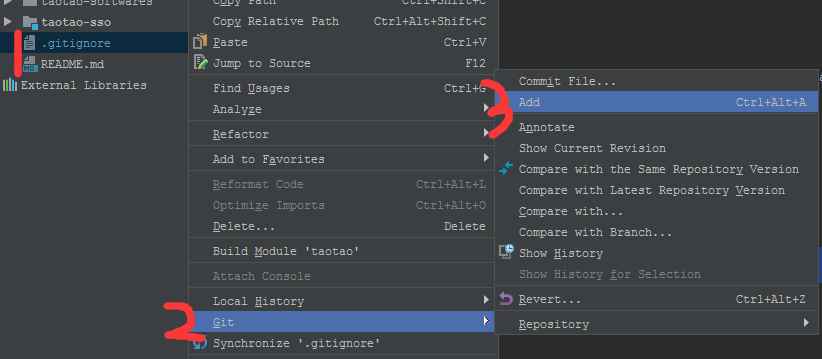 taotao-softwares
taotao-sso
.gitignore
README.md
External Libraries
Copy Path Ctrl+Shift+C
Copy Relative Path Ctrl+Alt+Shift+C
Paste Ctrl+V
Jump to Source F12
Find Usages Ctrl+G
Analyze
Refactor
Add to Favorites
Reformat Code Ctrl+Alt+L
Optimize Imports Ctrl+Alt+O
Delete... Delete
Build Module 'taotao'
Attach Console
Local History
2 Git
Synchronize '.gitignore'
Commit File...
3 Add Ctrl+Alt+A
Annotate
Show Current Revision
Compare with the Same Repository Version
Compare with Latest Repository Version
Compare with...
Compare with Branch...
Show History
Show History for Selection
Revert... Ctrl+Alt+Z
Repository